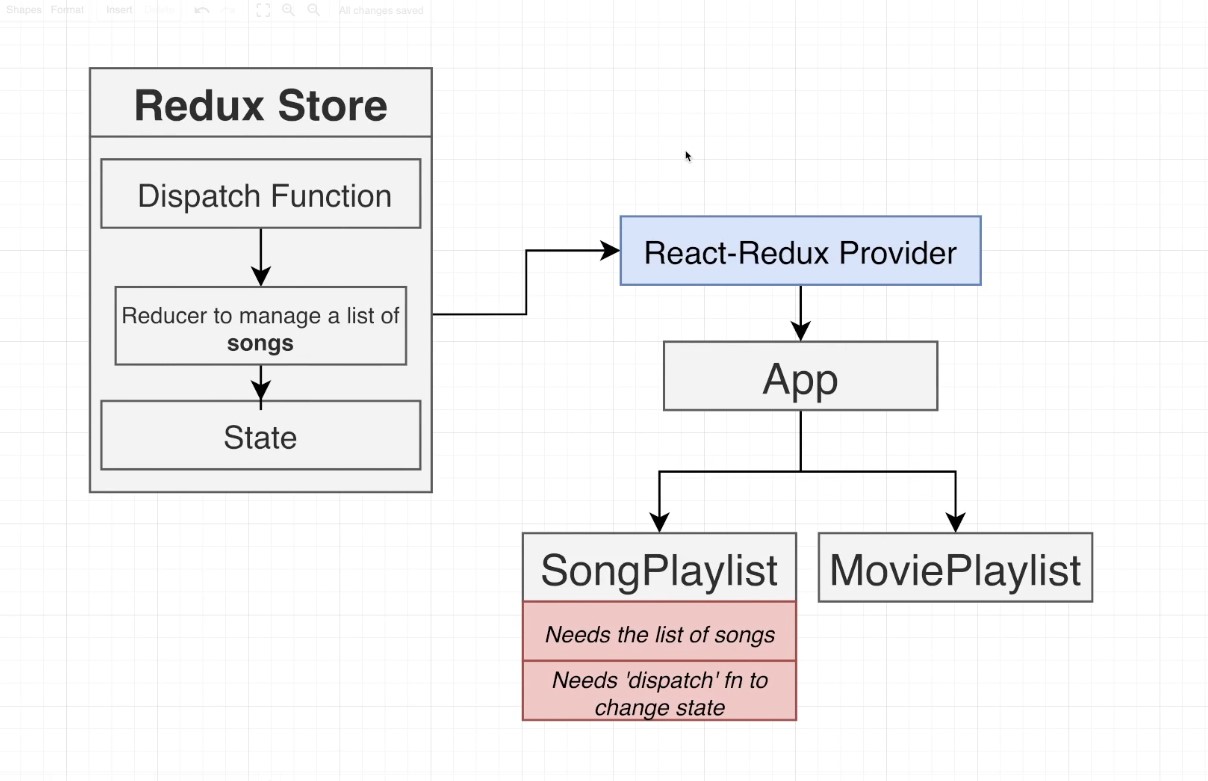 Shapes Format Insert Delete All changes saved
Redux Store
Dispatch Function
Reducer to manage a list of
songs
State
React-Redux Provider
App
SongPlaylist
Needs the list of songs
Needs 'dispatch' fn to
change state
MoviePlaylist